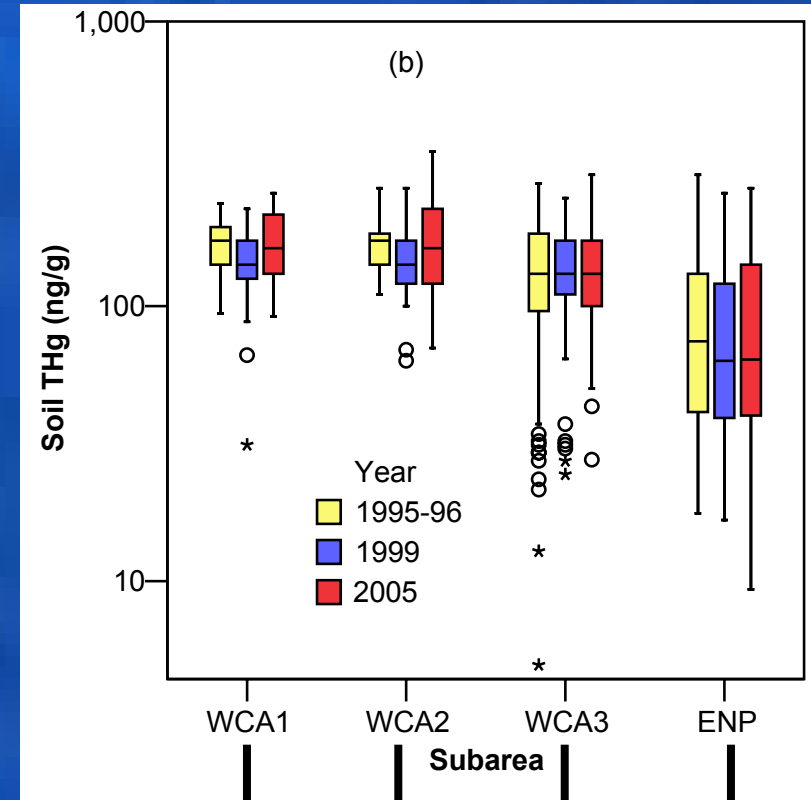 1,000
(b)
Soil THg (ng/g)
100
Year
1995-96
1999
2005
10
WCA1 WCA2 WCA3 ENP
Subarea